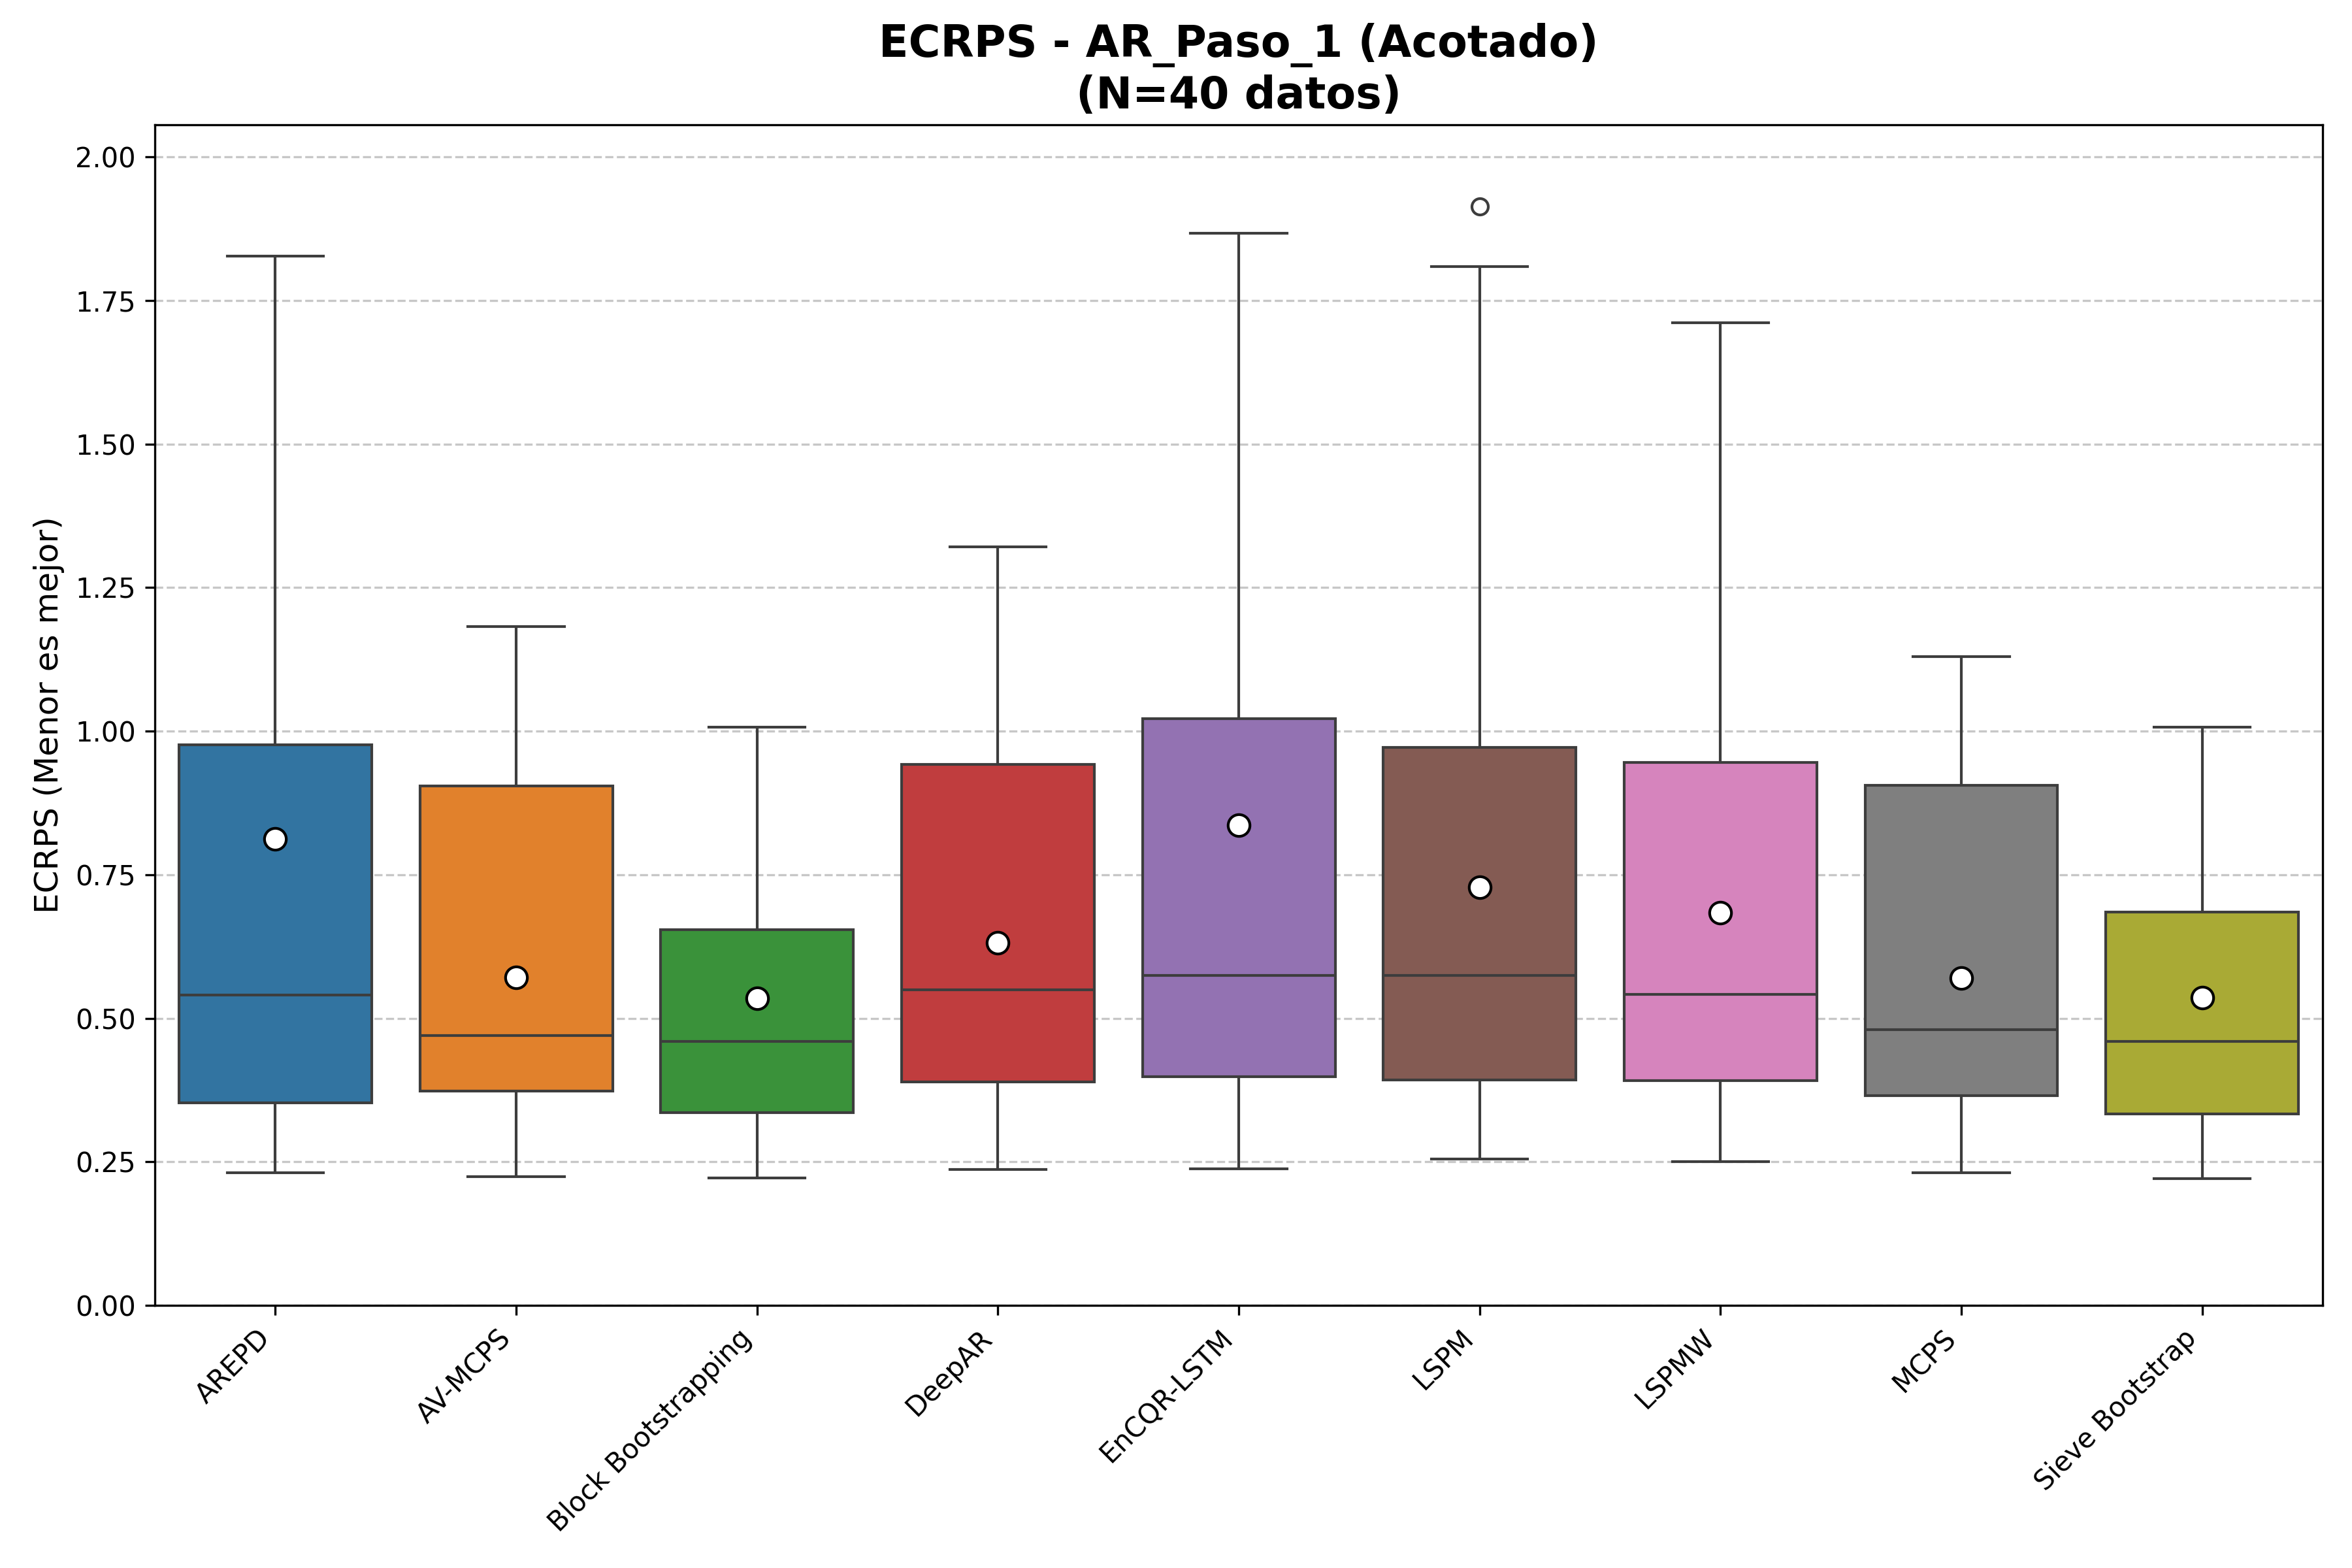 ECRPS - AR_Paso_1 (Acotado)
(N=40 datos)
ECRPS (Menor es mejor)
2.00
1.75
1.50
1.25
1.00
0.75
0.50
0.25
0.00
AREPD
AV-MCPS
Block Bootstrapping
DeepAR
EnCQR-LSTM
LSPM
LSPMW
MCPS
Sieve Bootstrap